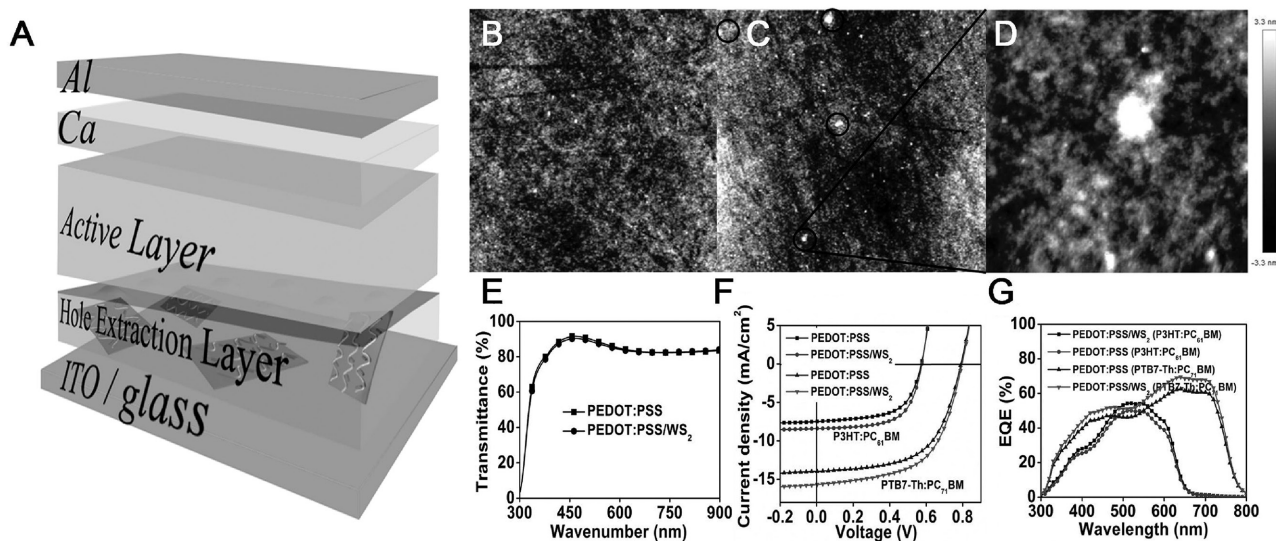 A
Al
Ca
Active Layer
Hole Extraction Layer
ITO / glass
B
C
D
3.3 nm
-3.3 nm
E
100
80
60
40
20
0
Transmittance (%)
PEDOT:PSS
PEDOT:PSS/WS2
300
450
600
750
900
Wavenumber (nm)
F
5
0
-5
-10
-15
Current density (mA/cm2)
PEDOT:PSS
PEDOT:PSS/WS2
PEDOT:PSS
PEDOT:PSS/WS2
P3HT:PC61BM
PTB7-Th:PC71BM
-0.2
0.0
0.2
0.4
0.6
0.8
Voltage (V)
G
100
80
60
40
20
0
EQE (%)
PEDOT:PSS/WS2 (P3HT:PC61BM)
PEDOT:PSS (P3HT:PC61BM)
PEDOT:PSS (PTB7-Th:PC71BM)
PEDOT:PSS/WS2 (PTB7-Th:PC71BM)
300
400
500
600
700
800
Wavelength (nm)